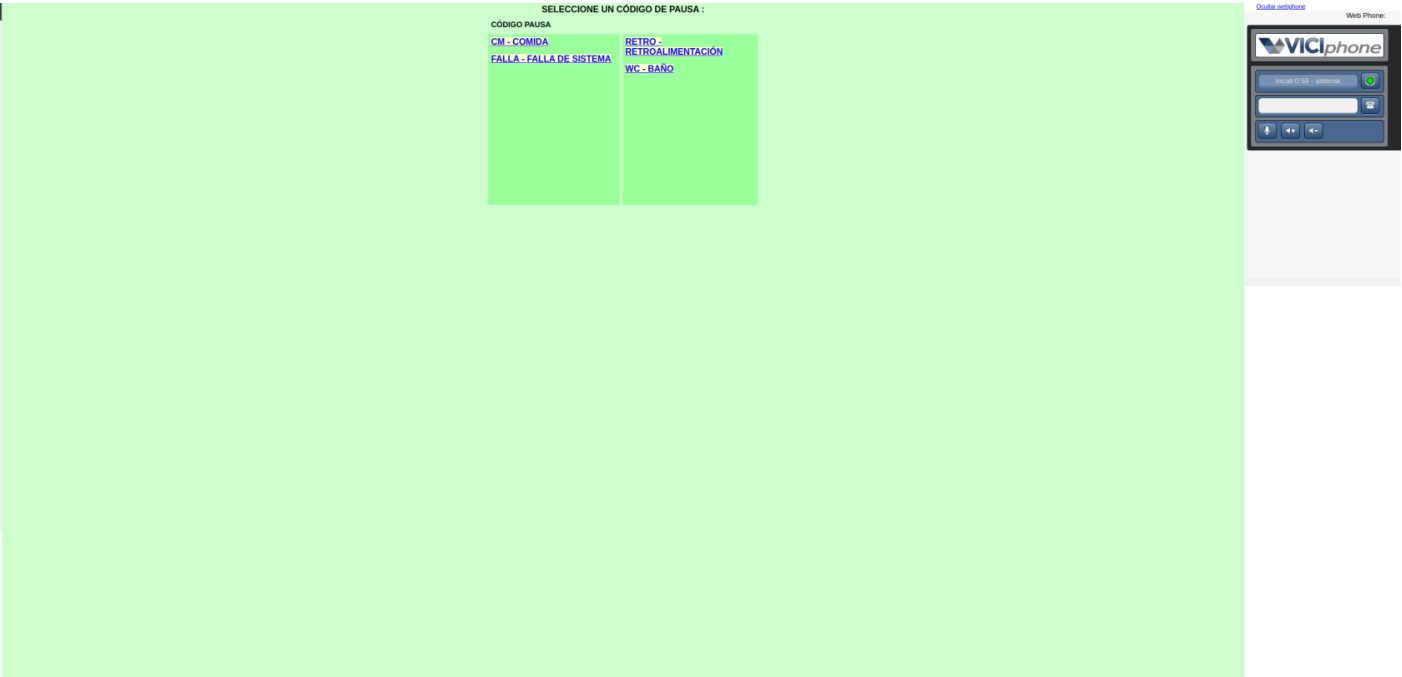 SELECCIONE UN CÓDIGO DE PAUSA :
CÓDIGO PAUSA
CM - COMIDA
FALLA - FALLA DE SISTEMA
RETRO -
RETROALIMENTACIÓN
WC - BAÑO
Ocultar webphone
Web Phone:
VICIphone
Incall 0:59 - asterisk